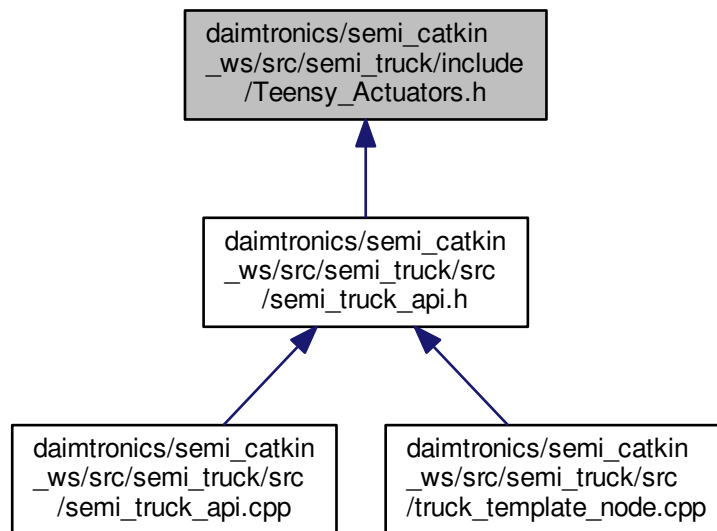 daimtronics/semi_catkin
_ws/src/semi_truck/include
/Teensy_Actuators.h
daimtronics/semi_catkin
_ws/src/semi_truck/src
/semi_truck_api.h
daimtronics/semi_catkin
_ws/src/semi_truck/src
/semi_truck_api.cpp
daimtronics/semi_catkin
_ws/src/semi_truck/src
/truck_template_node.cpp